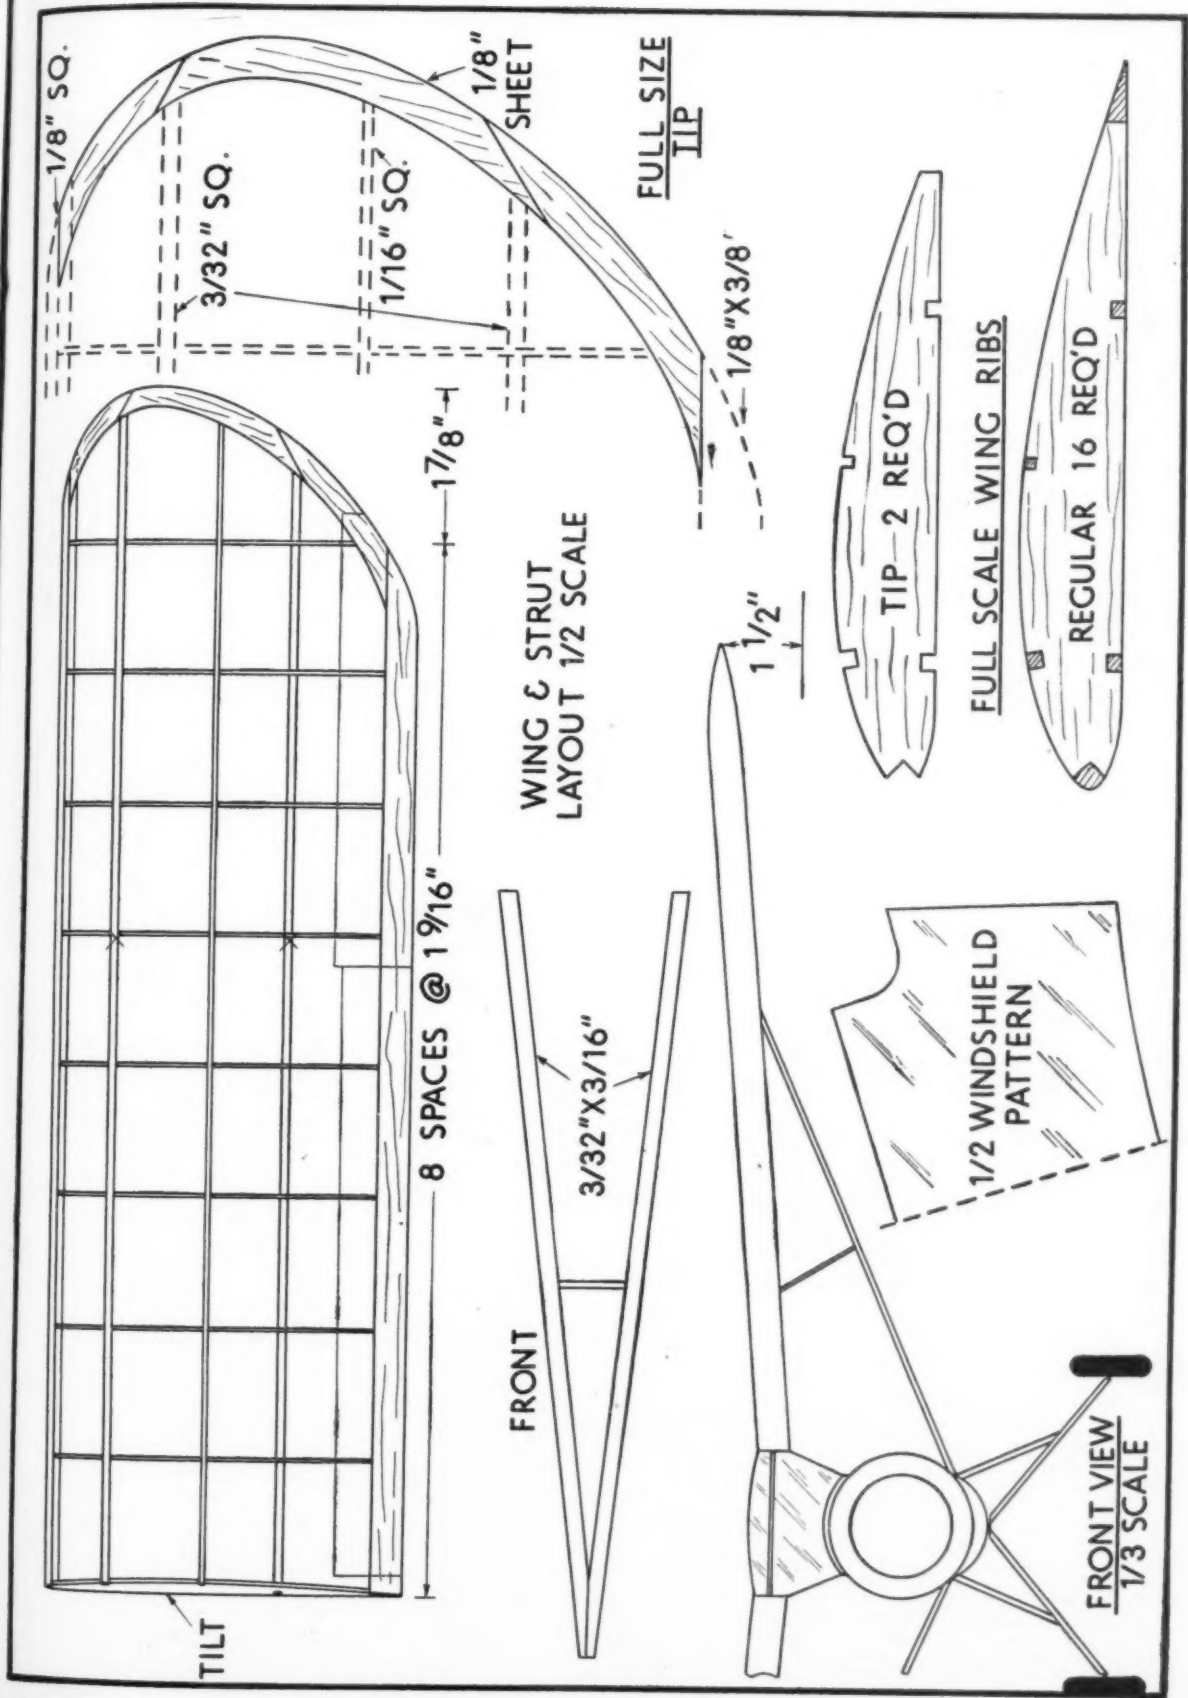 1/8" SQ.
3/32" SQ.
1/16" SQ.
1/8"
SHEET
FULL SIZE
TIP
1/8"X3/8'
1 7/8"
8 SPACES @ 1 9/16"
TILT
WING & STRUT
LAYOUT 1/2 SCALE
FRONT
3/32"X3/16"
1 1/2"
TIP — 2 REQ'D
FULL SCALE WING RIBS
REGULAR 16 REQ'D
1/2 WINDSHIELD
PATTERN
FRONT VIEW
1/3 SCALE